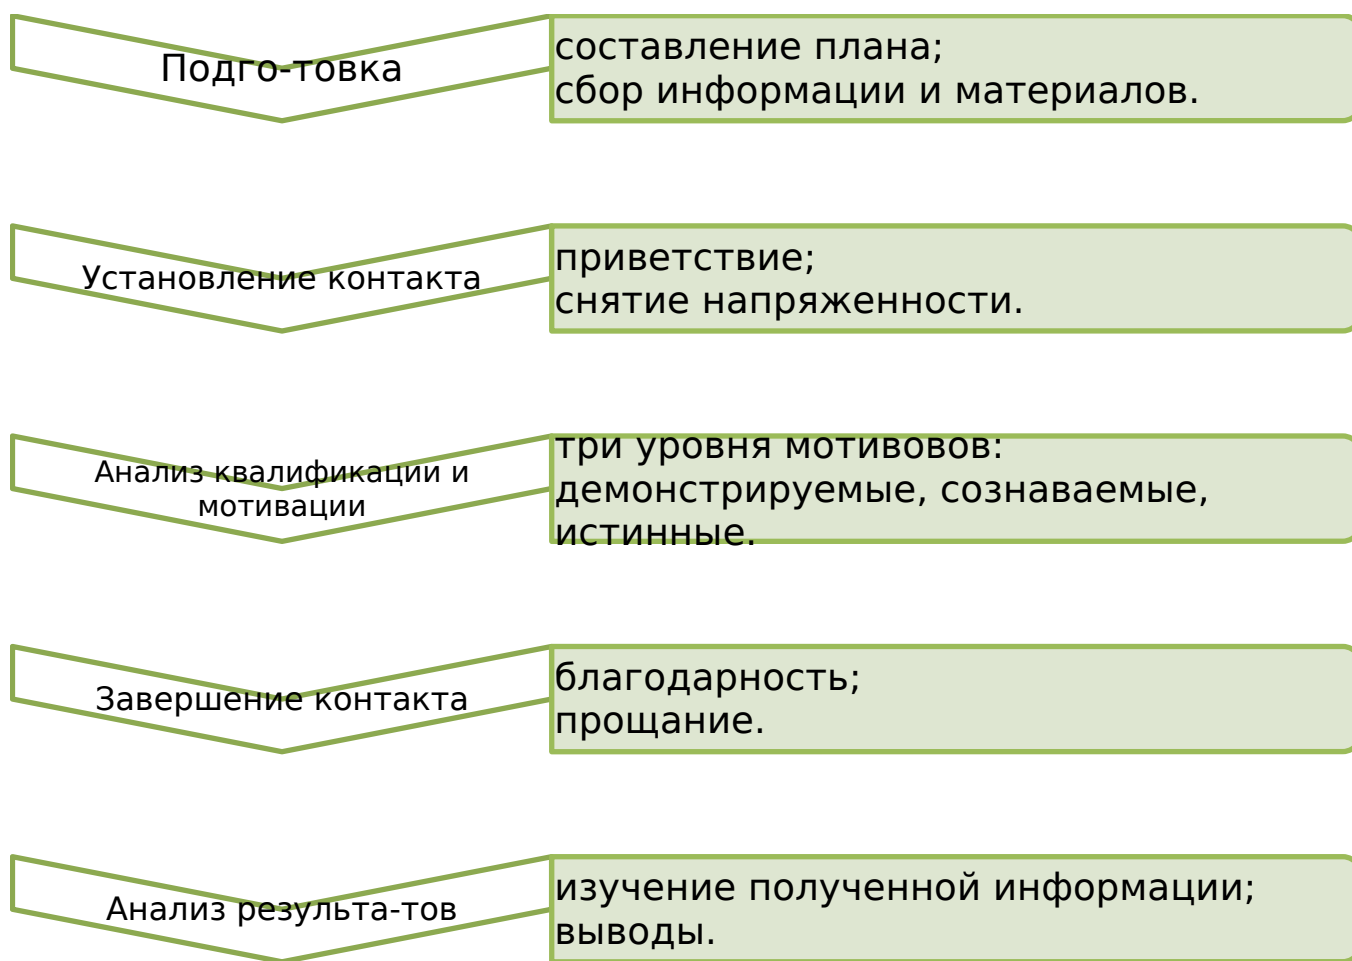 Подго-товка
составление плана;
сбор информации и материалов.
Установление контакта
приветствие;
снятие напряженности.
Анализ квалификации и
мотивации
три уровня мотивовов:
демонстрируемые, сознаваемые,
истинные.
Завершение контакта
благодарность;
прощание.
Анализ результа-тов
изучение полученной информации;
выводы.